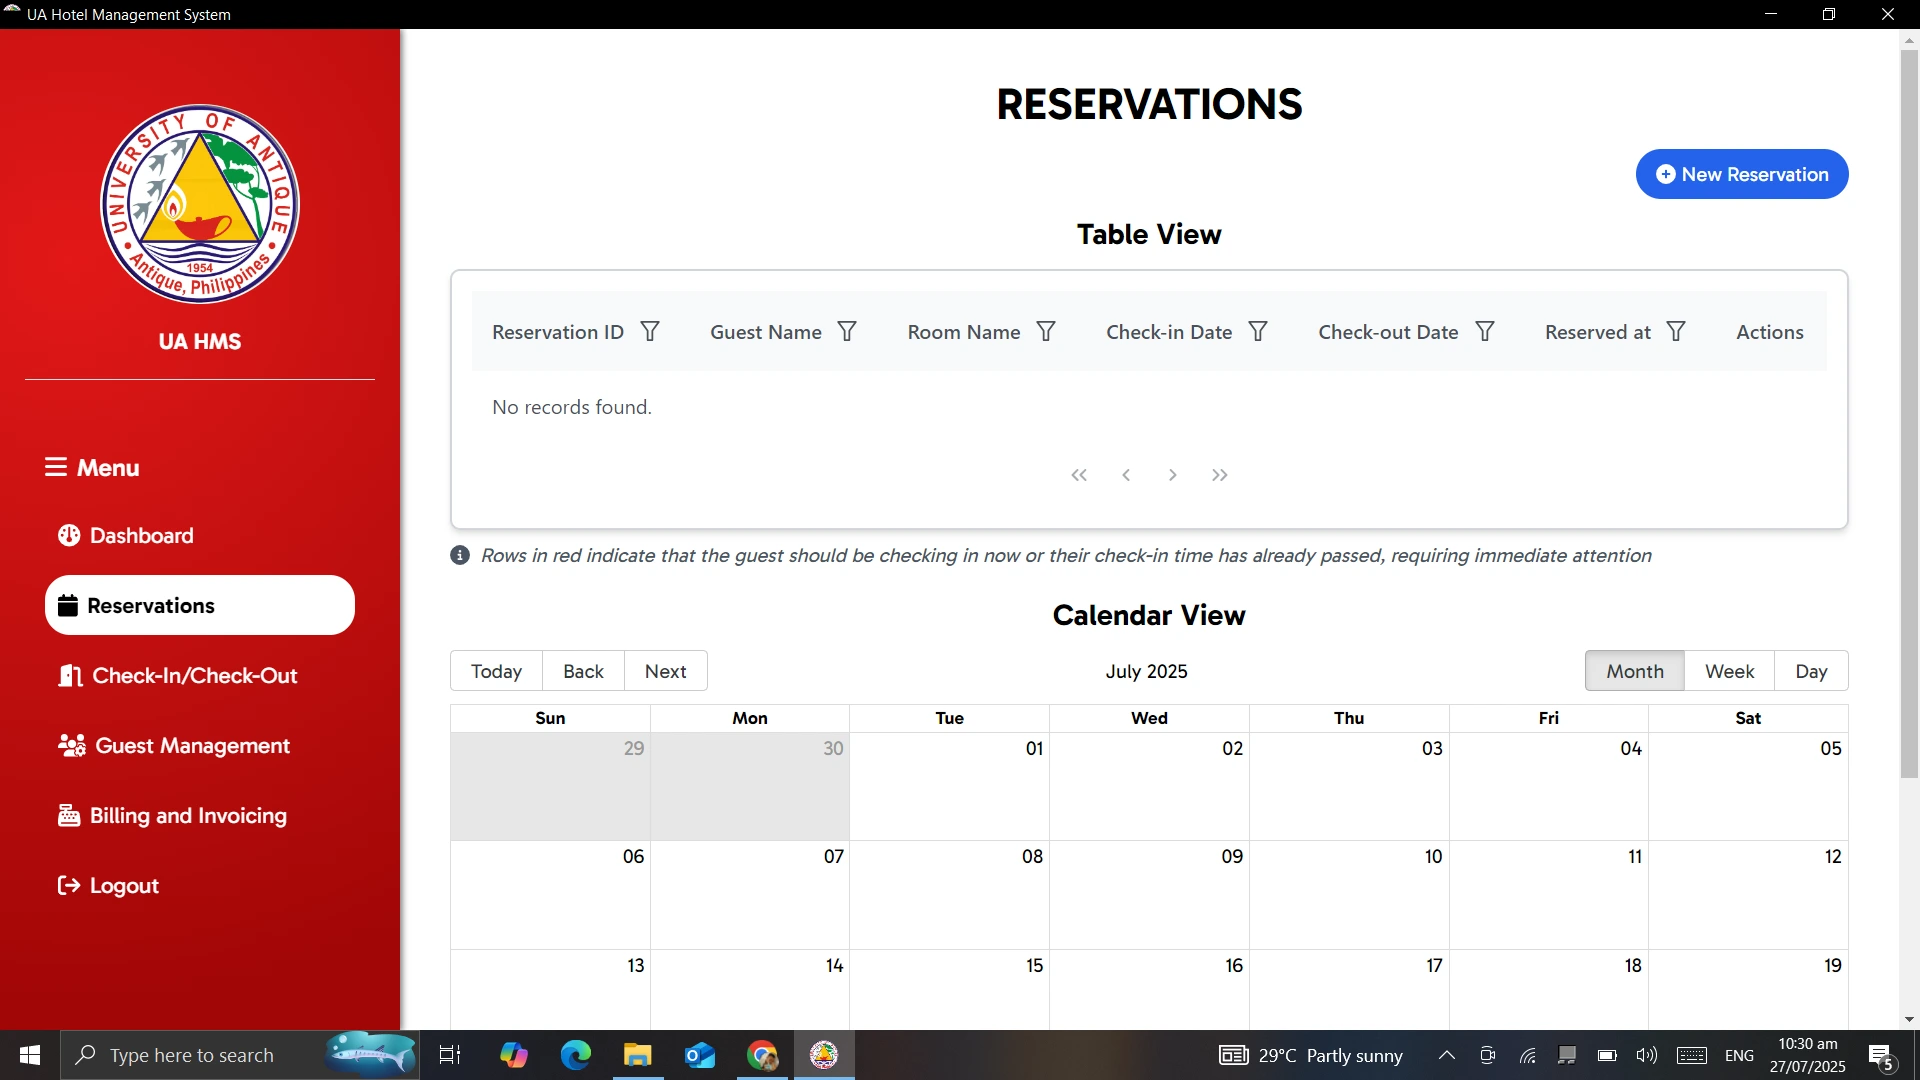 UA Hotel Management System
UNIVERSITY OF ANTIQUE
1954
Antique, Philippines
UA HMS
Menu
Dashboard
Reservations
Check-In/Check-Out
Guest Management
Billing and Invoicing
Logout
RESERVATIONS
New Reservation
Table View
Reservation ID Guest Name Room Name Check-in Date Check-out Date Reserved at Actions
No records found.
Rows in red indicate that the guest should be checking in now or their check-in time has already passed, requiring immediate attention
Calendar View
Today Back Next July 2025 Month Week Day
Sun Mon Tue Wed Thu Fri Sat
29 30 01 02 03 04 05
06 07 08 09 10 11 12
13 14 15 16 17 18 19
Type here to search
29°C Partly sunny
ENG
10:30 am
27/07/2025
5